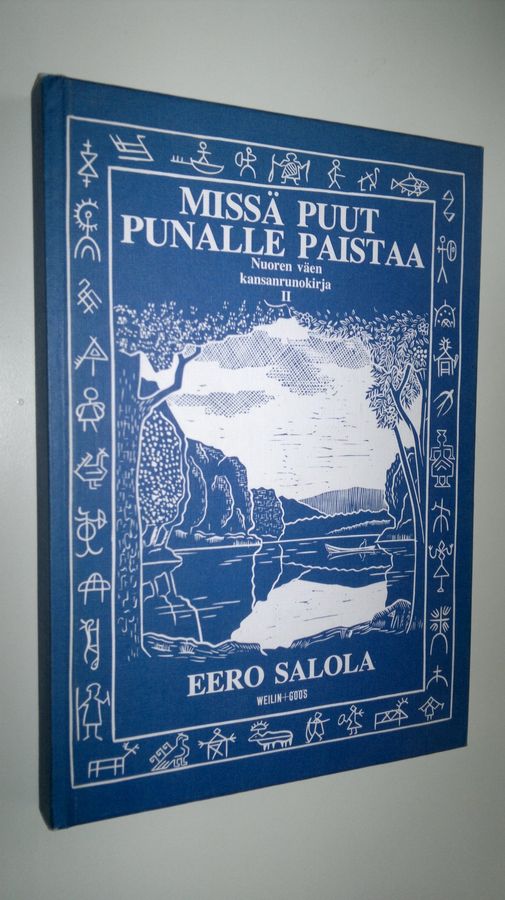 MISSÄ PUUT
PUNALLE PAISTAA
Nuoren väen
kansanrunokirja
II
EERO SALOLA
WEILIN+GÖÖS